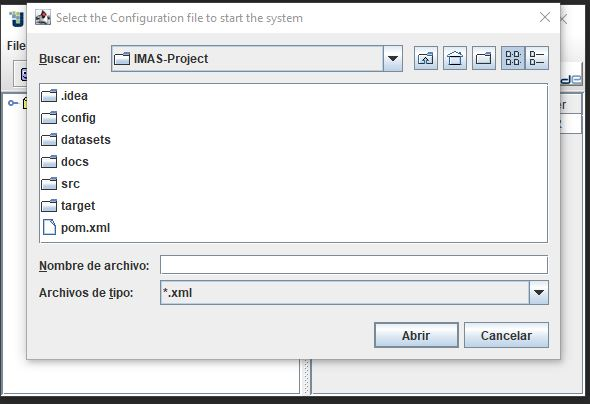 Select the Configuration file to start the system
File
Buscar en:
IMAS-Project
.idea
config
datasets
docs
src
target
pom.xml
Nombre de archivo:
Archivos de tipo:
*.xml
Abrir
Cancelar